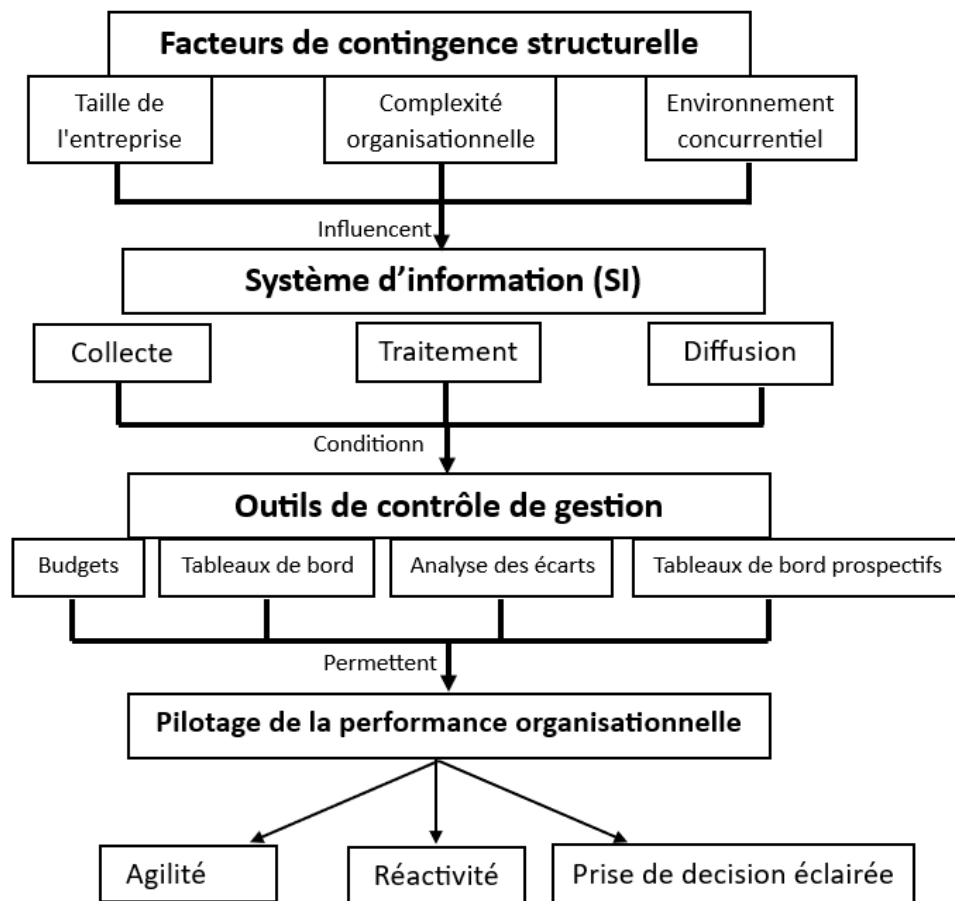 Facteurs de contingence structurelle
Taille de
l'entreprise
Complexité
organisationnelle
Environnement
concurrentiel
Influencent
Système d’information (SI)
Collecte
Traitement
Diffusion
Conditionn
Outils de contrôle de gestion
Budgets
Tableaux de bord
Analyse des écarts
Tableaux de bord prospectifs
Permettent
Pilotage de la performance organisationnelle
Agilité
Réactivité
Prise de decision éclairée